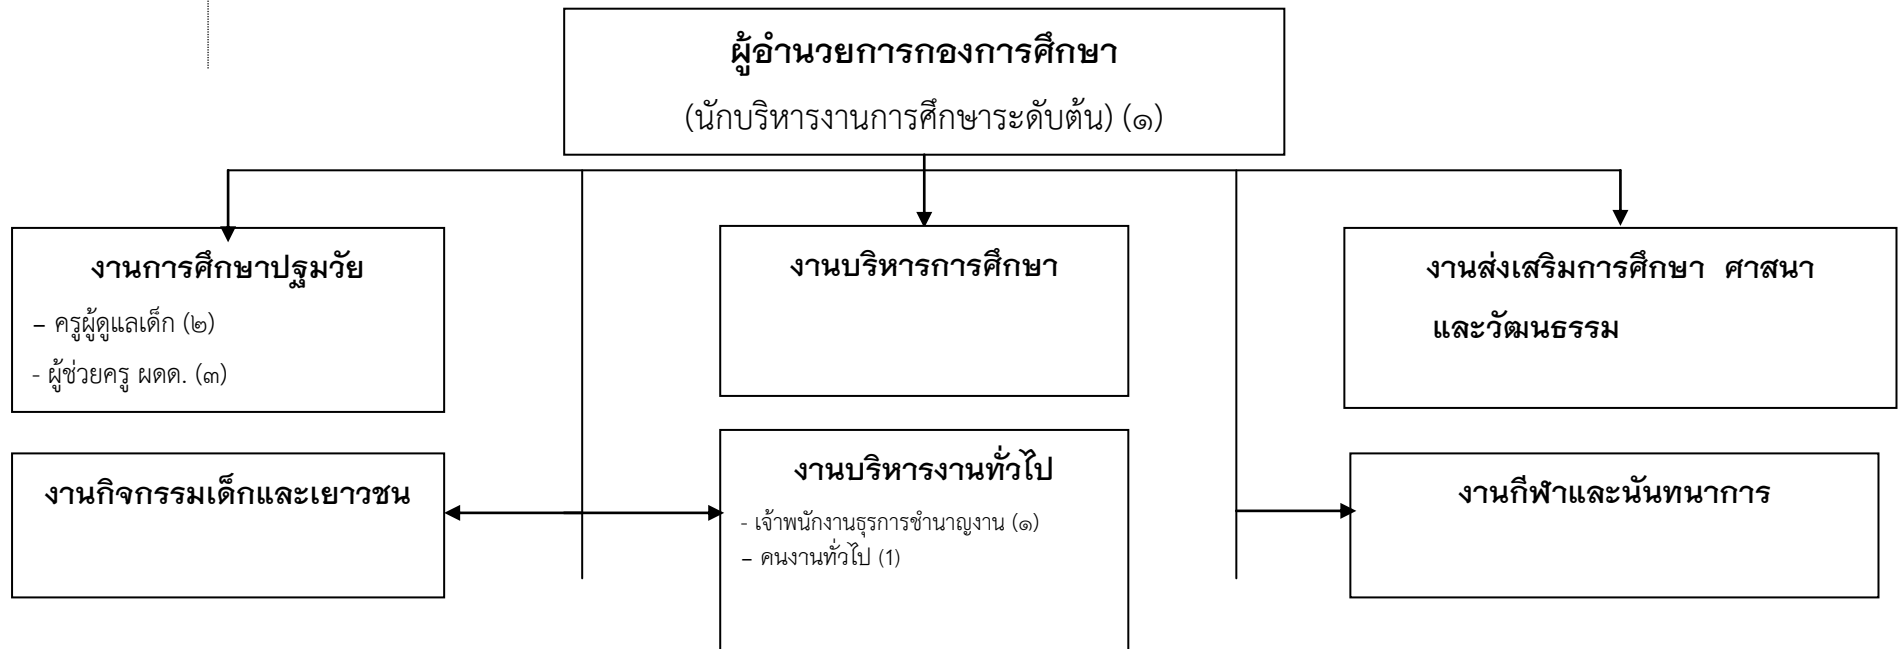 ผู้อำนวยการกองการศึกษา
(นักบริหารงานการศึกษาระดับต้น) (๑)
งานการศึกษาปฐมวัย
– ครูผู้ดูแลเด็ก (๒)
- ผู้ช่วยครู ผดด. (๓)
งานบริหารการศึกษา
งานส่งเสริมการศึกษา ศาสนา
และวัฒนธรรม
งานกิจกรรมเด็กและเยาวชน
งานบริหารงานทั่วไป
- เจ้าพนักงานธุรการชำนาญงาน (๑)
– คนงานทั่วไป (1)
งานกีฬาและนันทนาการ